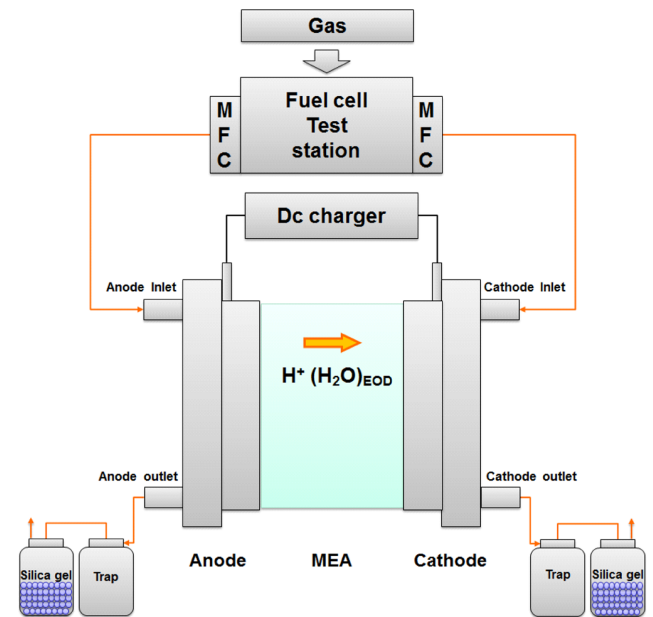 Gas
Fuel cell
Test
station
M
F
C
M
F
C
Dc charger
Anode Inlet
Cathode Inlet
H⁺ (H₂O)EOD
Anode outlet
Cathode outlet
Silica gel
Trap
Anode
MEA
Cathode
Trap
Silica gel